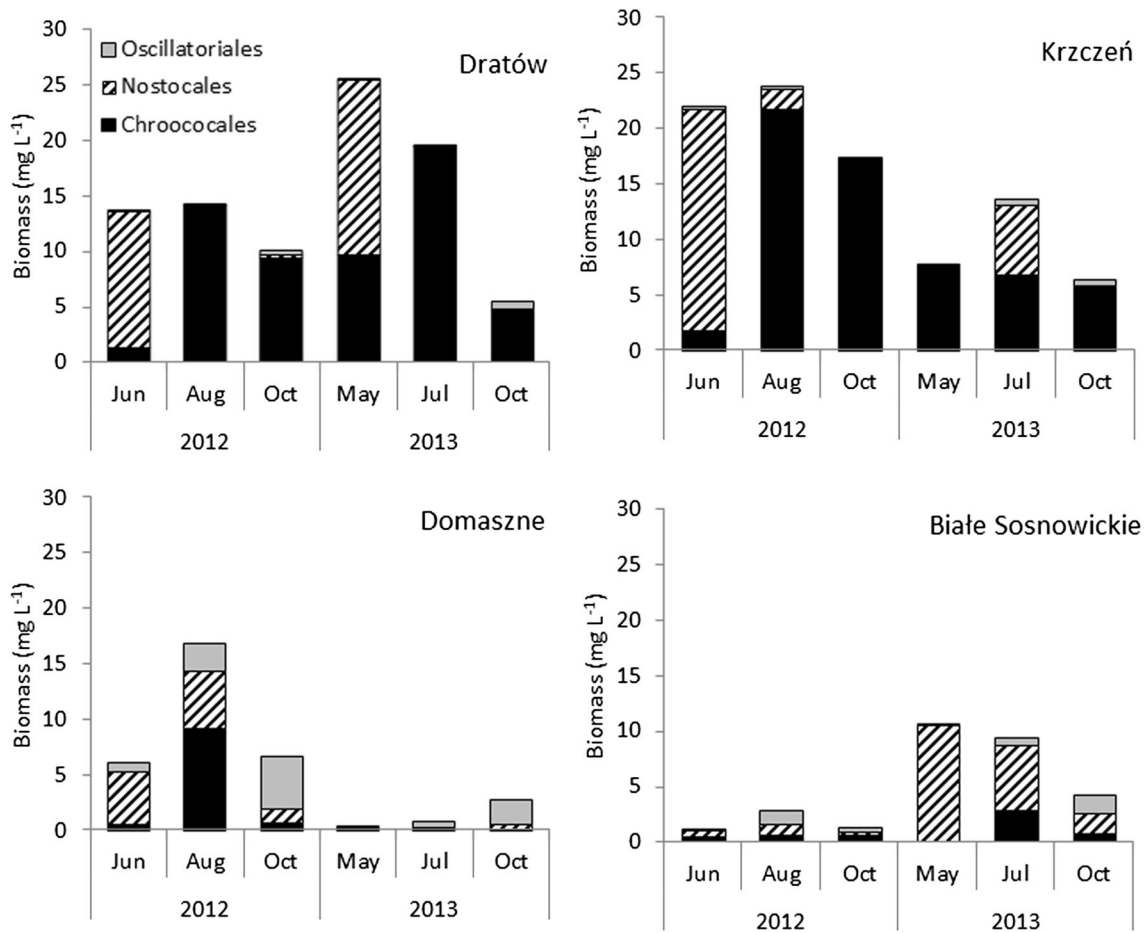 30
25
20
15
10
5
0
Biomass (mg L⁻¹)
Oscillatoriales
Nostocales
Chroococales
Dratów
Jun Aug Oct May Jul Oct
2012 2013
30
25
20
15
10
5
0
Biomass (mg L⁻¹)
Krzczeń
Jun Aug Oct May Jul Oct
2012 2013
30
25
20
15
10
5
0
Biomass (mg L⁻¹)
Domaszne
Jun Aug Oct May Jul Oct
2012 2013
30
25
20
15
10
5
0
Biomass (mg L⁻¹)
Białe Sosnowickie
Jun Aug Oct May Jul Oct
2012 2013